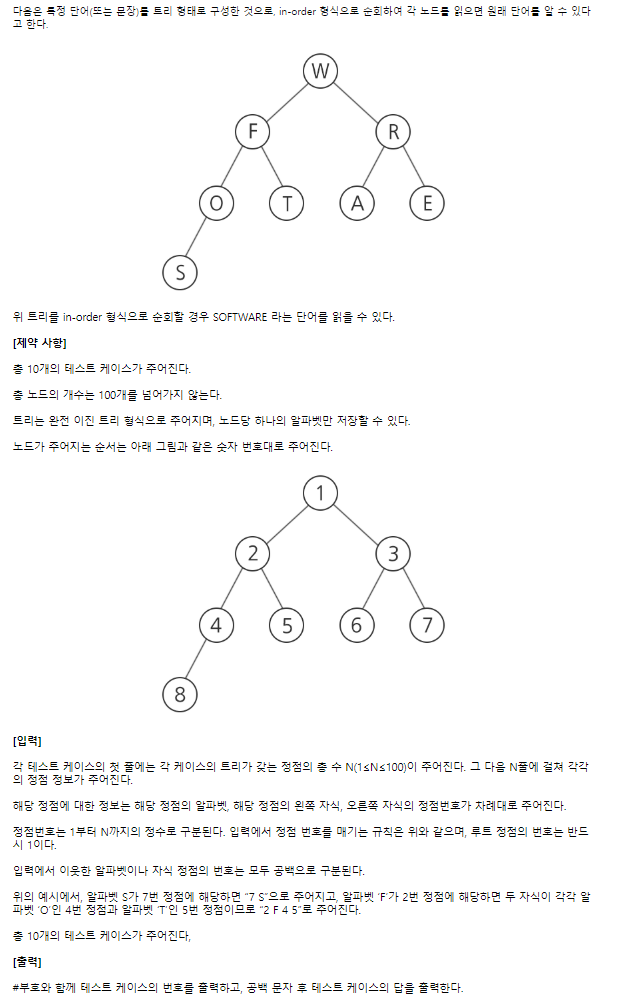 다음은 특정 단어(또는 문장)를 트리 형태로 구성한 것으로, in-order 형식으로 순회하여 각 노드를 읽으면 원래 단어를 알 수 있다
고 한다.
W
F
R
O
T
A
E
S
위 트리를 in-order 형식으로 순회할 경우 SOFTWARE 라는 단어를 읽을 수 있다.
[제약 사항]
총 10개의 테스트 케이스가 주어진다.
총 노드의 개수는 100개를 넘어가지 않는다.
트리는 완전 이진 트리 형식으로 주어지며, 노드당 하나의 알파벳만 저장할 수 있다.
노드가 주어지는 순서는 아래 그림과 같은 숫자 번호대로 주어진다.
1
2
3
4
5
6
7
8
[입력]
각 테스트 케이스의 첫 줄에는 각 케이스의 트리가 갖는 정점의 총 수 N(1≤N≤100)이 주어진다. 그 다음 N줄에 걸쳐 각각
의 정점 정보가 주어진다.
해당 정점에 대한 정보는 해당 정점의 알파벳, 해당 정점의 왼쪽 자식, 오른쪽 자식의 정점번호가 차례대로 주어진다.
정점번호는 1부터 N까지의 정수로 구분된다. 입력에서 정점 번호를 매기는 규칙은 위와 같으며, 루트 정점의 번호는 반드
시 1이다.
입력에서 이웃한 알파벳이나 자식 정점의 번호는 모두 공백으로 구분된다.
위의 예시에서, 알파벳 S가 7번 정점에 해당하면 "7 S"으로 주어지고, 알파벳 'F'가 2번 정점에 해당하면 두 자식이 각각 알
파벳 'O'인 4번 정점과 알파벳 'T'인 5번 정점이므로 "2 F 4 5"로 주어진다.
총 10개의 테스트 케이스가 주어진다,
[출력]
#부호와 함께 테스트 케이스의 번호를 출력하고, 공백 문자 후 테스트 케이스의 답을 출력한다.